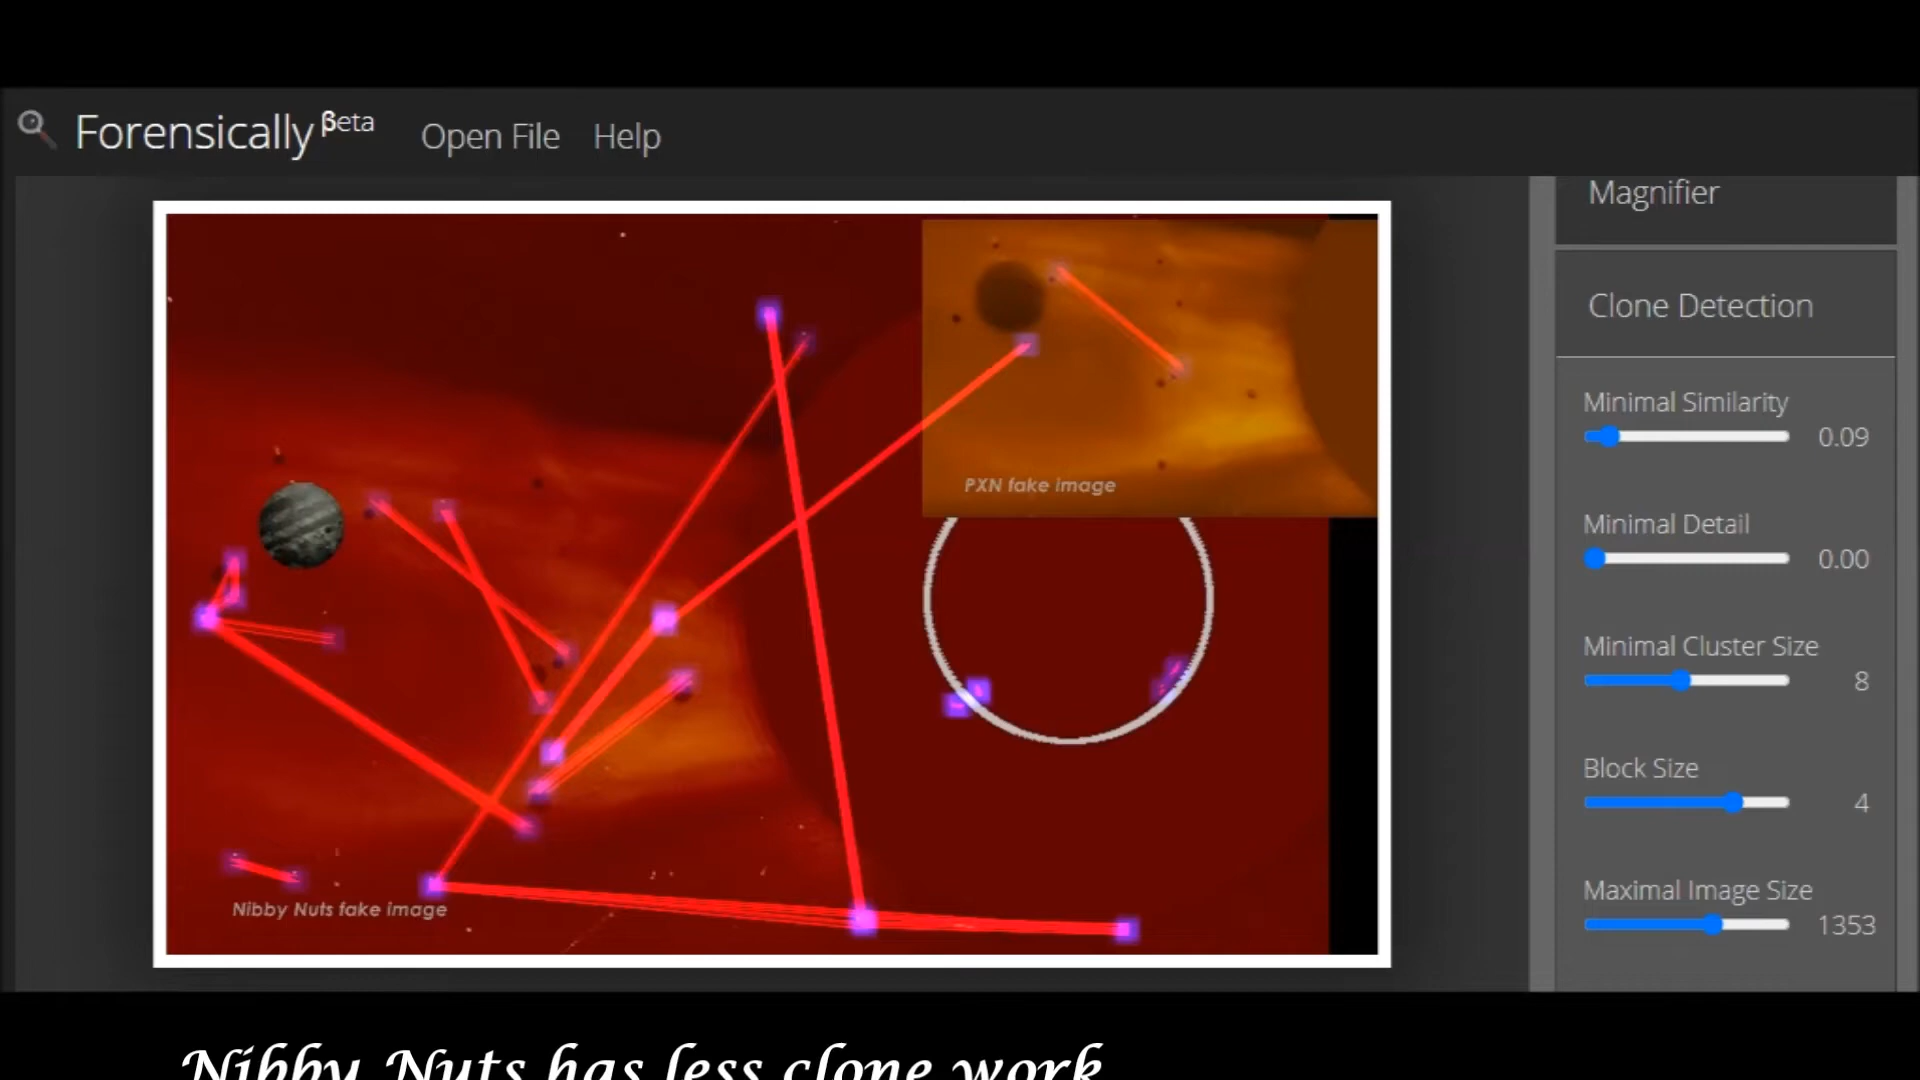 Forensically βeta Open File Help
Magnifier
Clone Detection
Minimal Similarity
0.09
Minimal Detail
0.00
Minimal Cluster Size
8
Block Size
4
Maximal Image Size
1353
PXN fake image
Nibby Nuts fake image
Nibby Nuts has less clone work